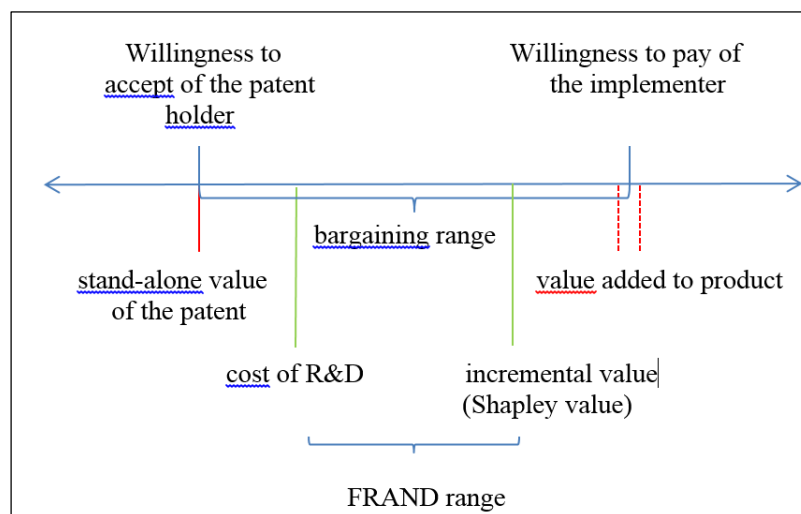 Willingness to
accept of the patent
holder
Willingness to pay of
the implementer
bargaining range
stand-alone value
of the patent
value added to product
cost of R&D
incremental value
(Shapley value)
FRAND range